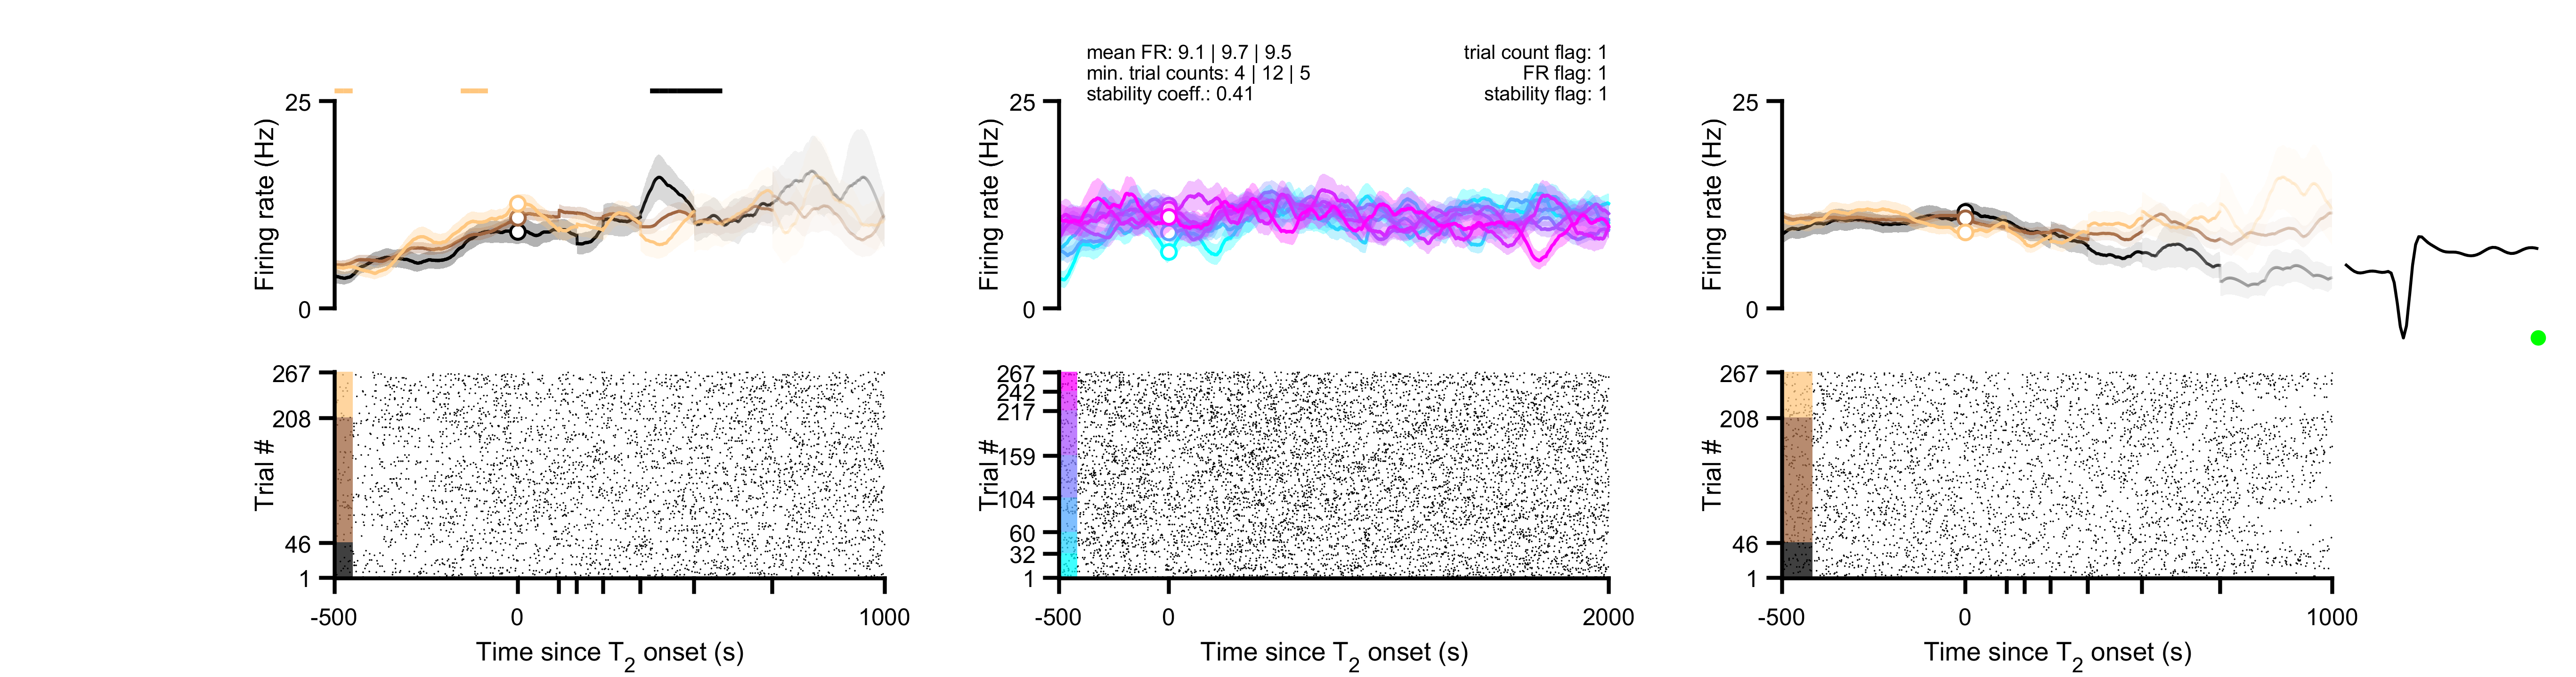 mean FR: 9.1 | 9.7 | 9.5
min. trial counts: 4 | 12 | 5
stability coeff.: 0.41
trial count flag: 1
FR flag: 1
stability flag: 1
25
0
Firing rate (Hz)
25
0
Firing rate (Hz)
25
0
Firing rate (Hz)
267
208
46
1
Trial #
-500
0
1000
Time since T2 onset (s)
267
242
217
159
104
60
32
1
Trial #
-500
0
2000
Time since T2 onset (s)
267
208
46
1
Trial #
-500
0
1000
Time since T2 onset (s)